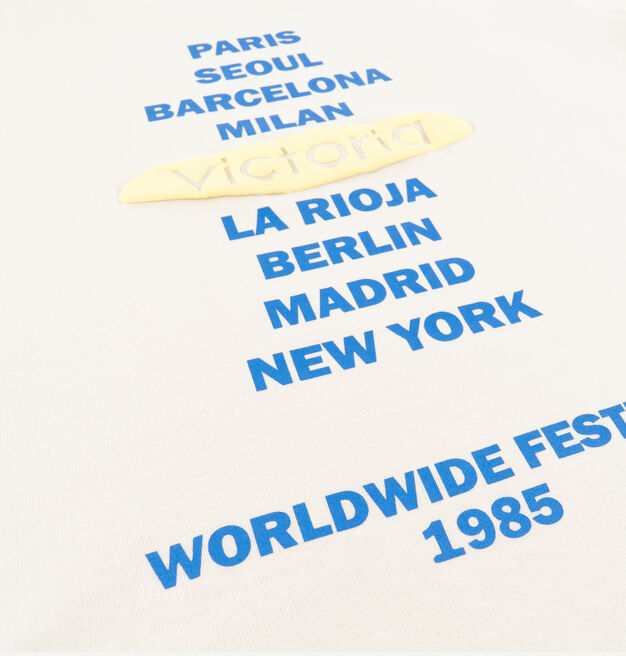 PARIS
SEOUL
BARCELONA
MILAN
victoria
LA RIOJA
BERLIN
MADRID
NEW YORK
WORLDWIDE FEST
1985